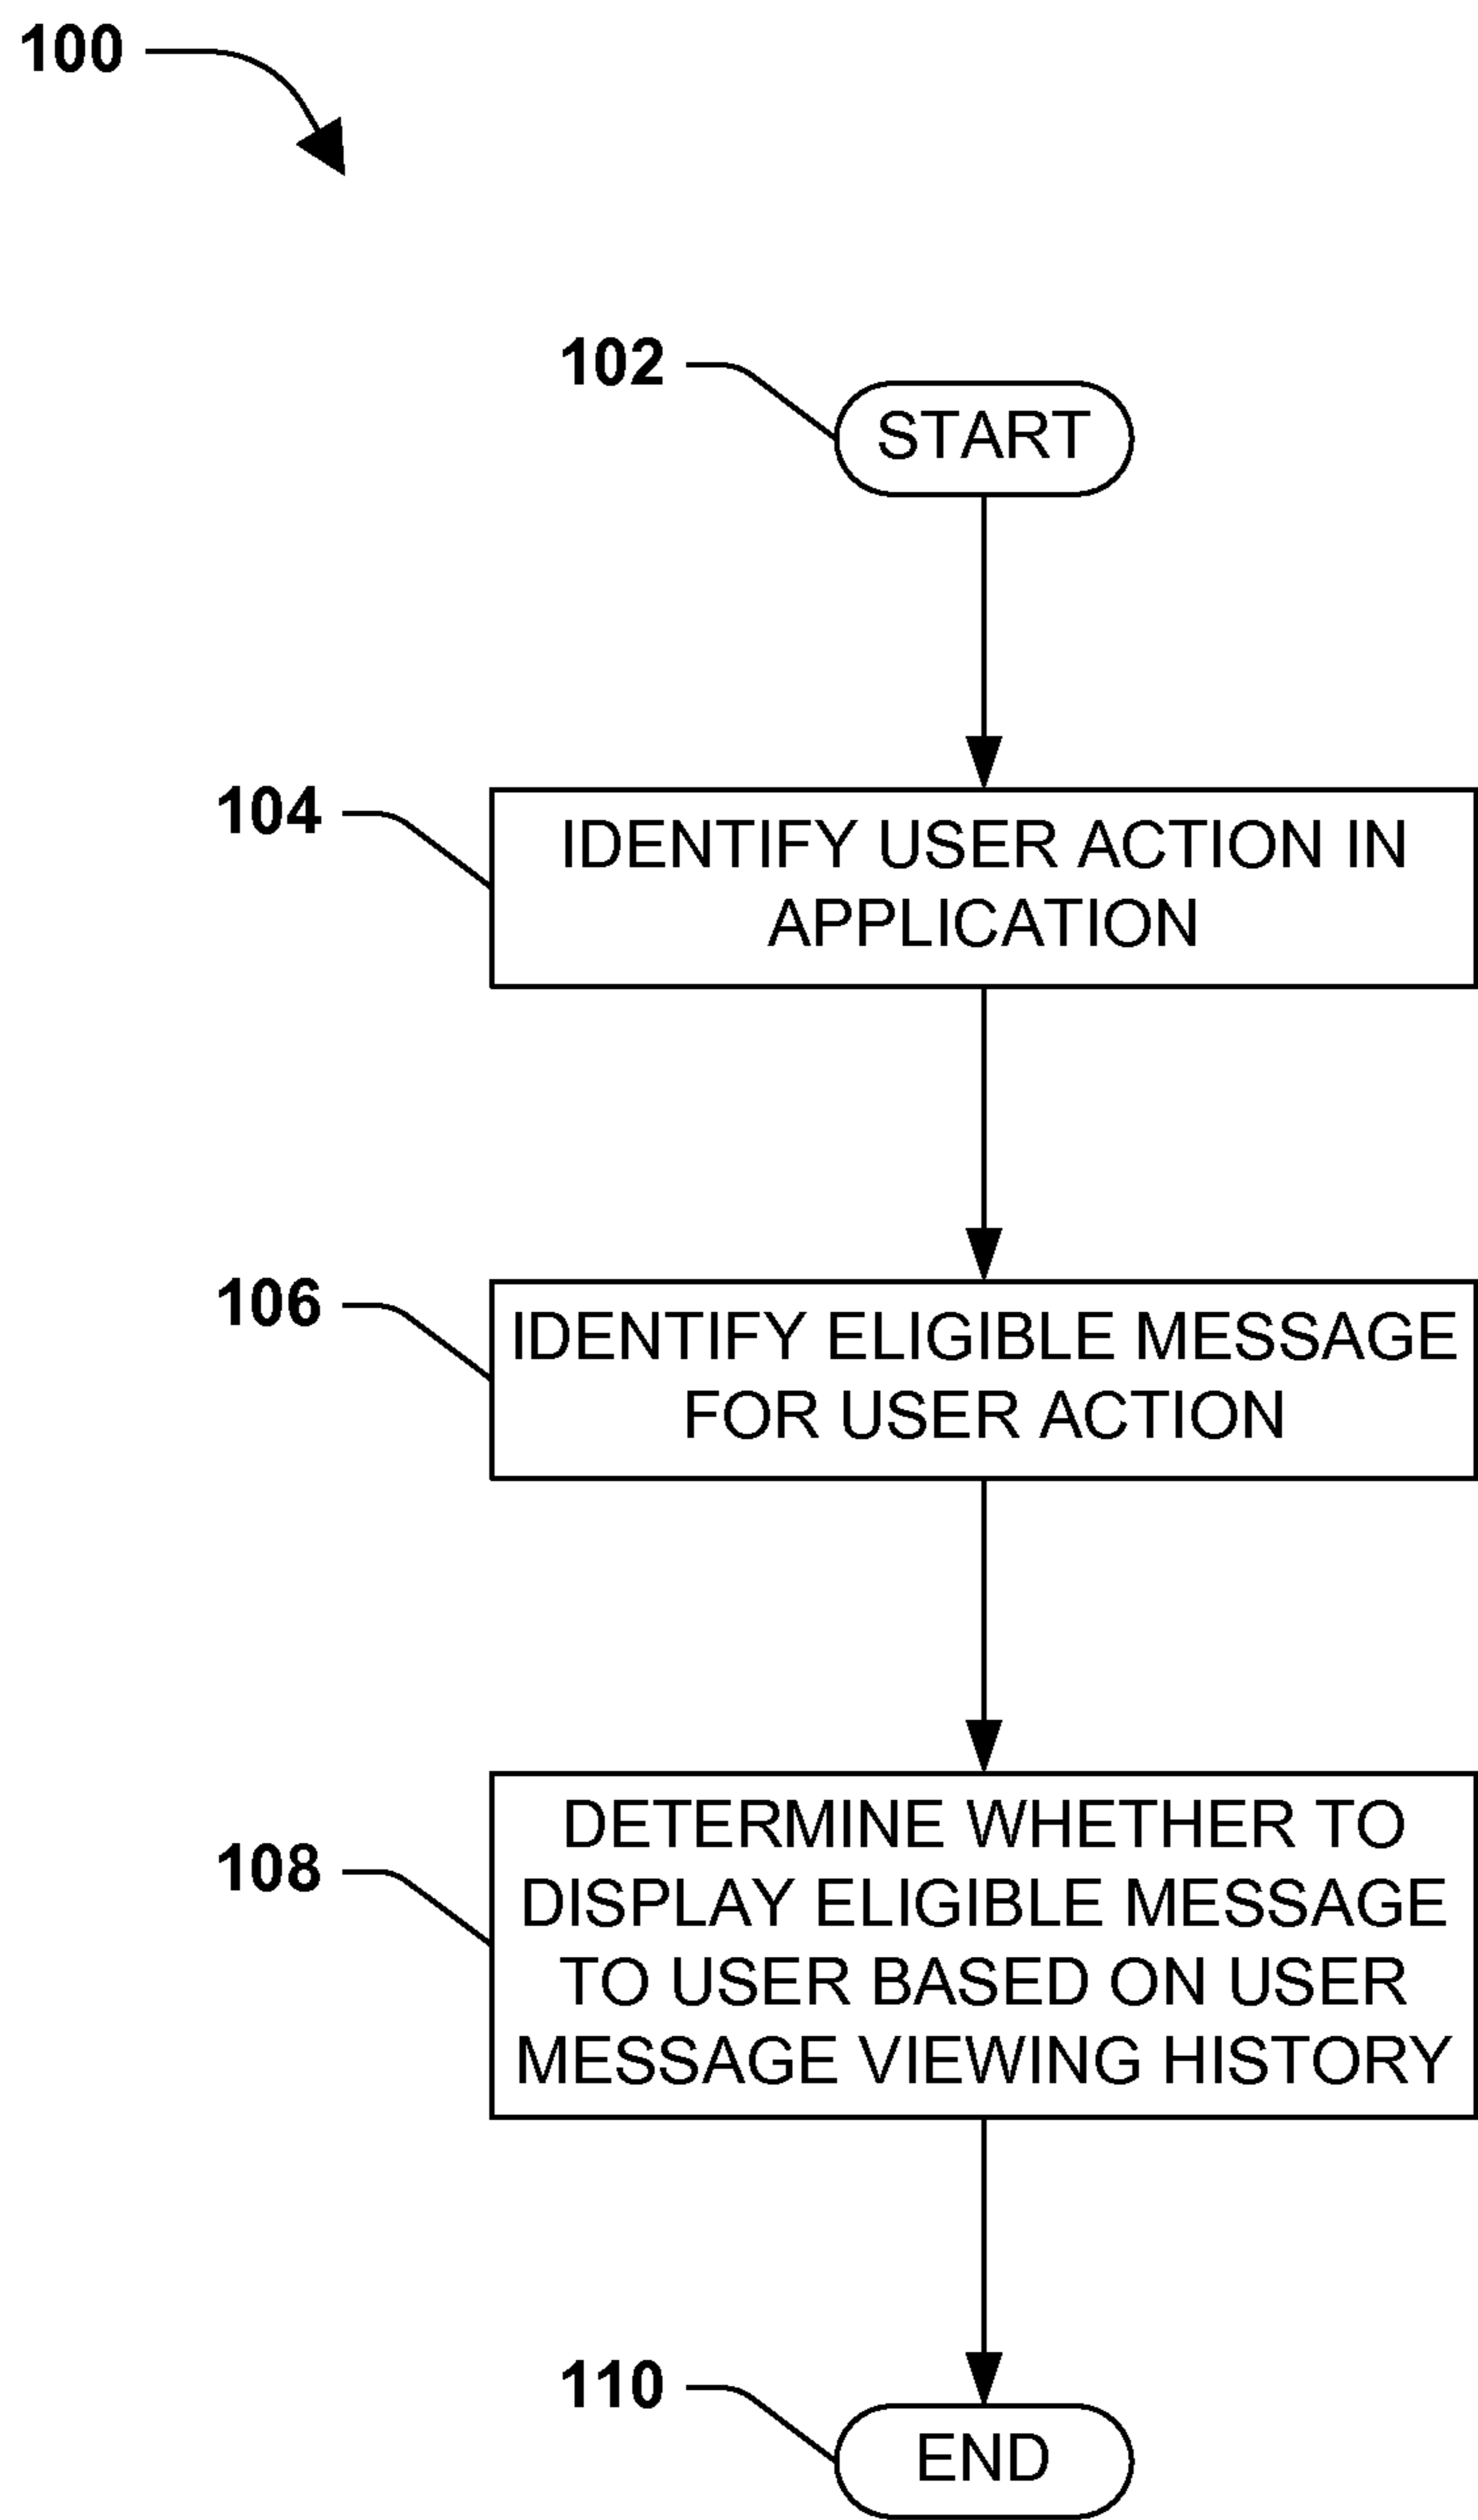 100
102
START
104
IDENTIFY USER ACTION IN
APPLICATION
106
IDENTIFY ELIGIBLE MESSAGE
FOR USER ACTION
108
DETERMINE WHETHER TO
DISPLAY ELIGIBLE MESSAGE
TO USER BASED ON USER
MESSAGE VIEWING HISTORY
110
END